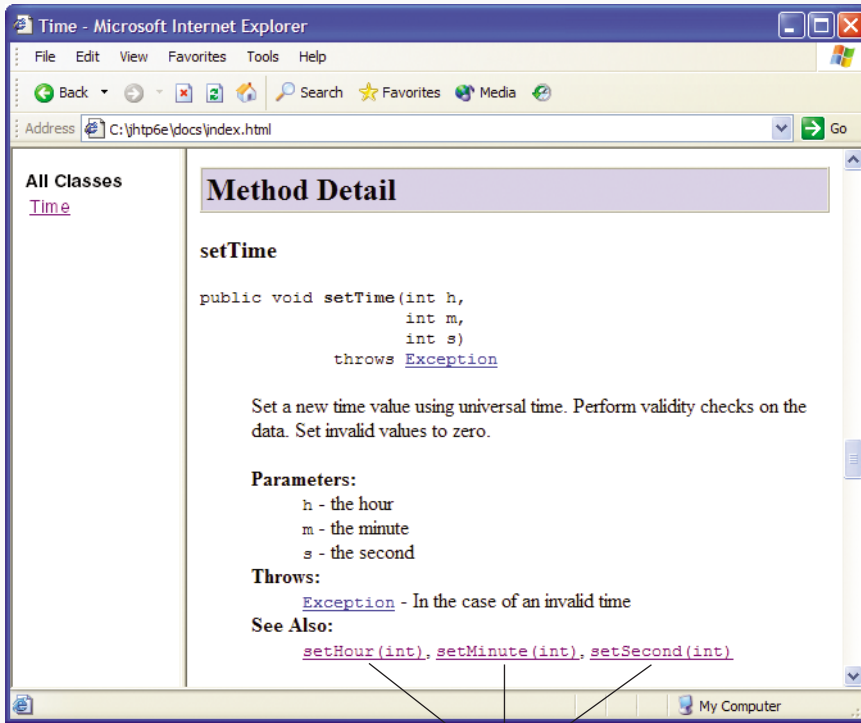 Time - Microsoft Internet Explorer
File Edit View Favorites Tools Help
Back Search Favorites Media
Address C:\jhtp6e\docs\index.html Go
All Classes
Time
Method Detail
setTime
public void setTime(int h,
int m,
int s)
throws Exception
Set a new time value using universal time. Perform validity checks on the
data. Set invalid values to zero.
Parameters:
h - the hour
m - the minute
s - the second
Throws:
Exception - In the case of an invalid time
See Also:
setHour(int), setMinute(int), setSecond(int)
My Computer